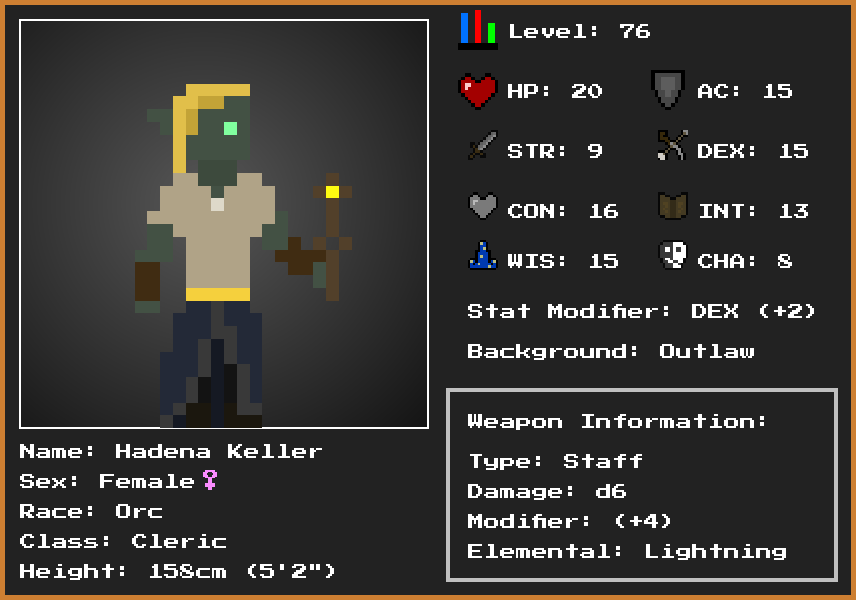 Level: 76
HP: 20
AC: 15
STR: 9
DEX: 15
CON: 16
INT: 13
WIS: 15
CHA: 8
Stat Modifier: DEX (+2)
Background: Outlaw
Weapon Information:
Type: Staff
Damage: d6
Modifier: (+4)
Elemental: Lightning
Name: Hadena Keller
Sex: Female♀
Race: Orc
Class: Cleric
Height: 158cm (5'2")